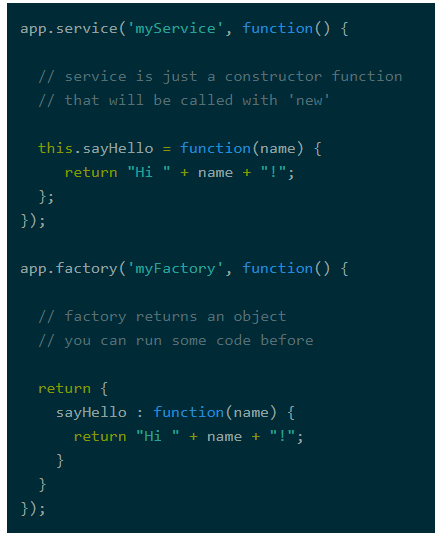 app.service('myService', function() {
// service is just a constructor function
// that will be called with 'new'
this.sayHello = function(name) {
return "Hi " + name + "!";
};
});
app.factory('myFactory', function() {
// factory returns an object
// you can run some code before
return {
sayHello : function(name) {
return "Hi " + name + "!";
}
}
});